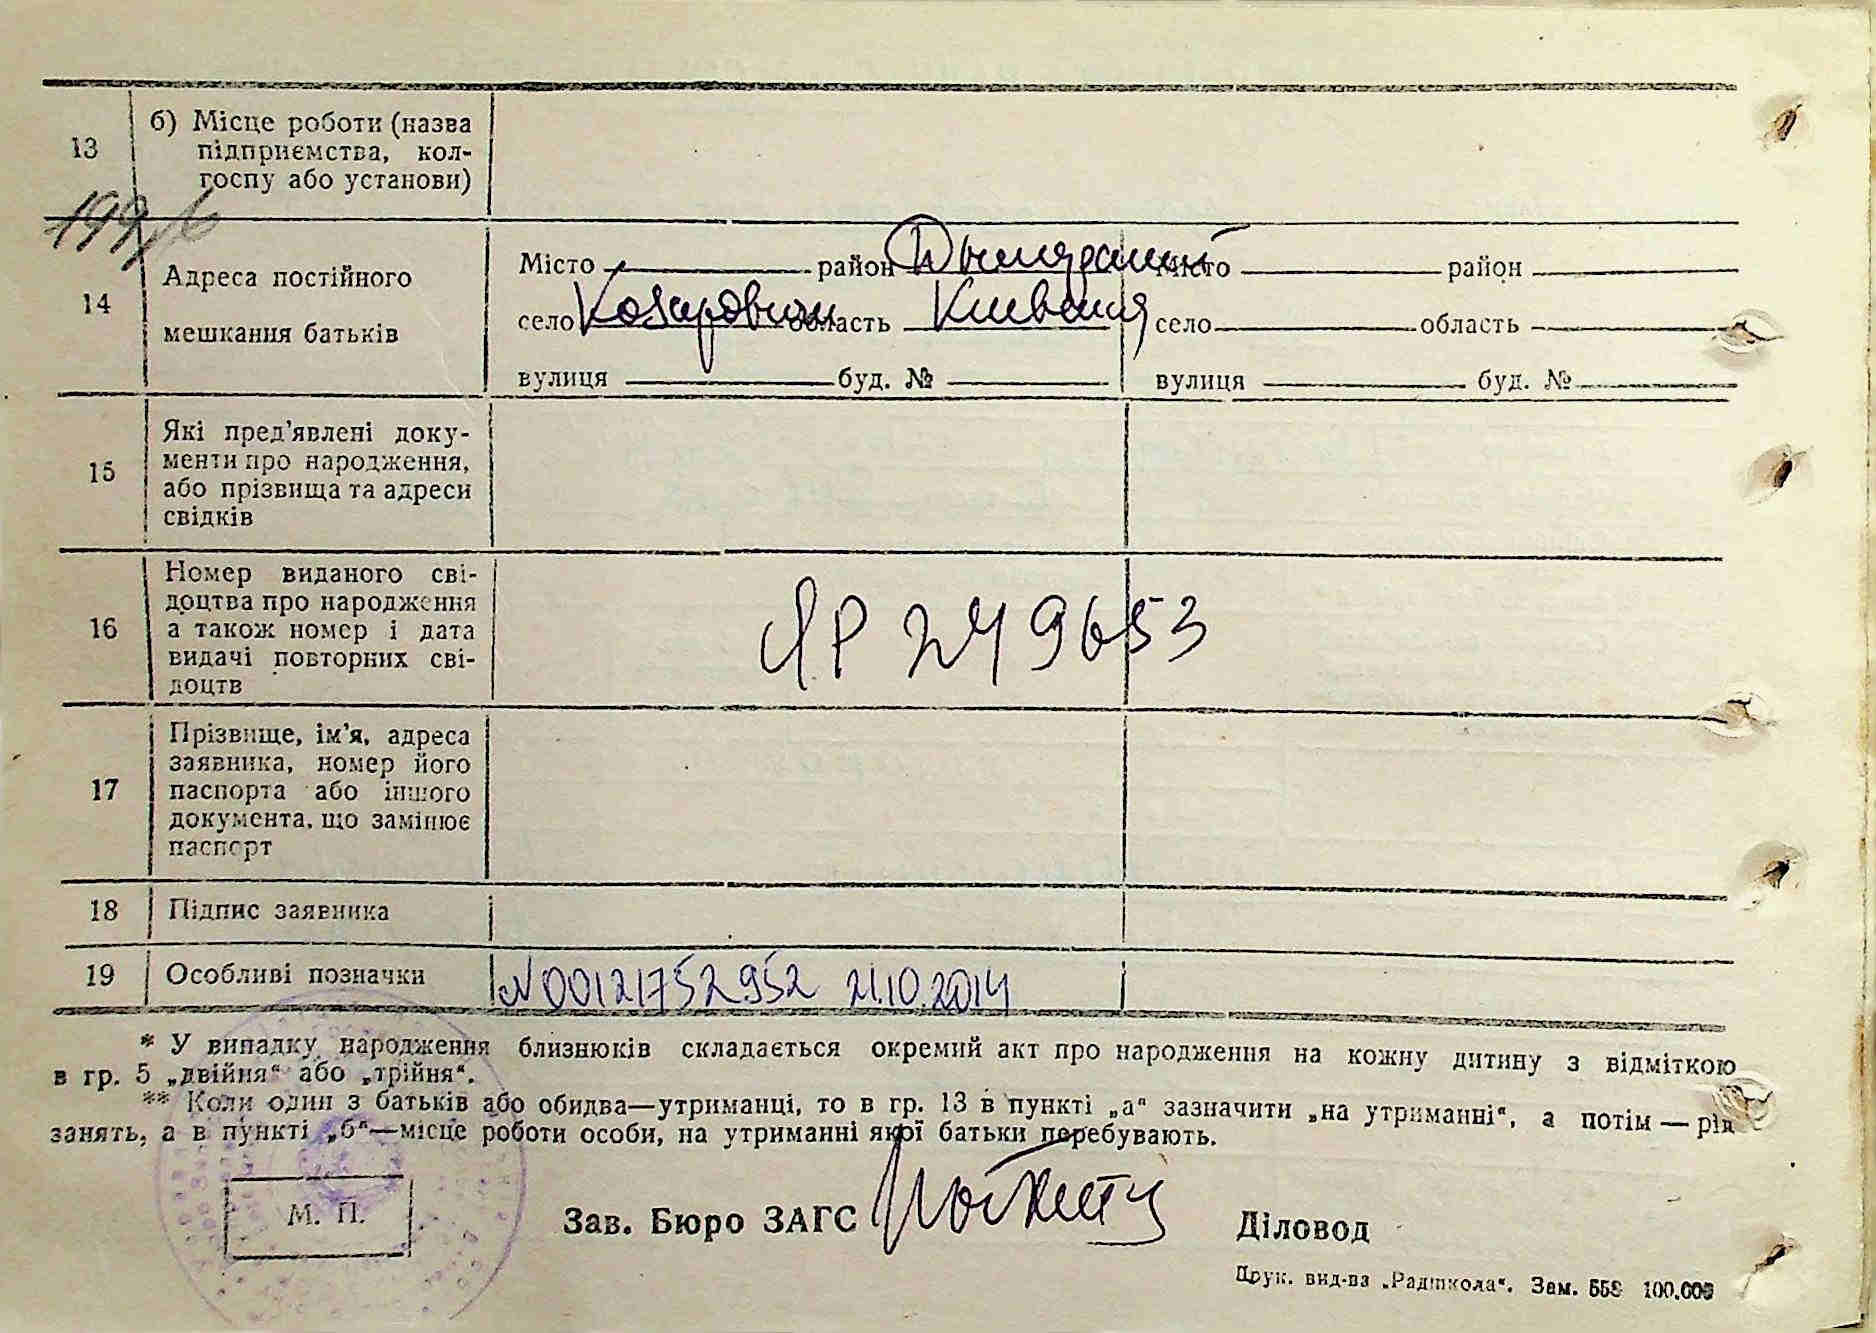 13 б) Місце роботи (назва
підприємства, кол-
госпу або установи)
199/6
14 Адреса постійного
мешкання батьків
Місто район Дымерский Місто район
село Козаровичи область Киевская село область
вулиця буд. № вулиця буд. №
15 Які пред'явлені доку-
менти про народження,
або прізвища та адреси
свідків
16 Номер виданого сві-
доцтва про народження
а також номер і дата
видачі повторних сві-
доцтв
ЯР 249653
17 Прізвище, ім'я, адреса
заявника, номер його
паспорта або іншого
документа, що замінює
паспорт
18 Підпис заявника
19 Особливі позначки N00121752952 21.10.2014
* У випадку народження близнюків складається окремий акт про народження на кожну дитину з відміткою
в гр. 5 „двійня“ або „трійня“.
** Коли один з батьків або обидва—утриманці, то в гр. 13 в пункті „а“ зазначити „на утриманні“, а потім — рід
занять, а в пункті „б“—місце роботи особи, на утриманні якої батьки перебувають.
М. П.
Зав. Бюро ЗАГС Діловод
Друк. вид-ва „Радшкола“. Зам. 558 100.000